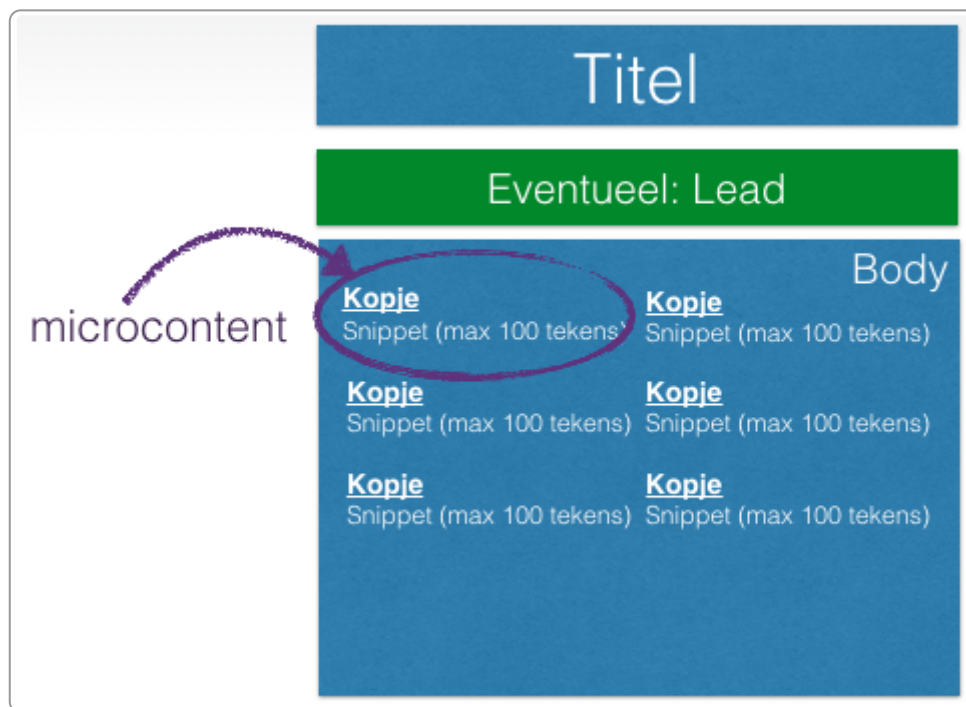 Titel
Eventueel: Lead
Body
microcontent
Kopje
Snippet (max 100 tekens)
Kopje
Snippet (max 100 tekens)
Kopje
Snippet (max 100 tekens)
Kopje
Snippet (max 100 tekens)
Kopje
Snippet (max 100 tekens)
Kopje
Snippet (max 100 tekens)